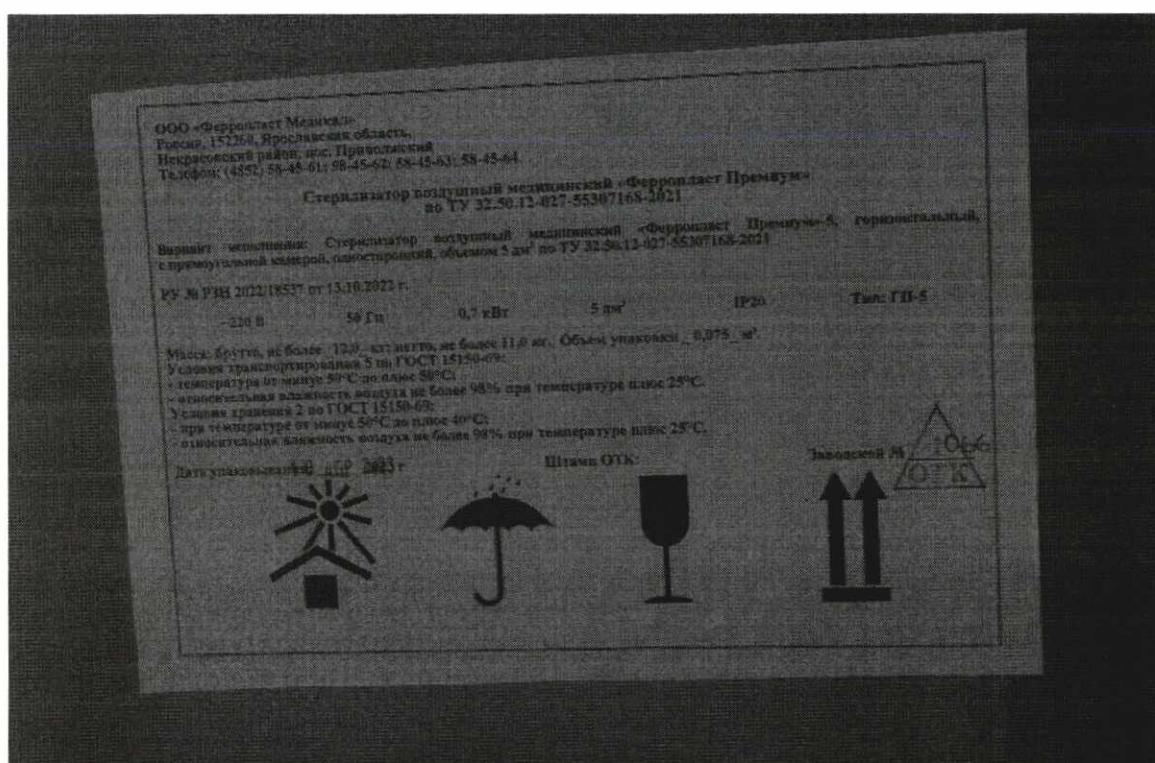 ООО «Ферропласт Медикал»
Россия, 152260, Ярославская область,
Некрасовский район, пос. Приволжский
Телефон: (4852) 58-45-61; 58-45-62; 58-45-63; 58-45-64
Стерилизатор воздушный медицинский «Ферропласт Премиум»
по ТУ 32.50.12-027-55307168-2021
Вариант исполнения: Стерилизатор воздушный медицинский «Ферропласт Премиум»-5, горизонтальный,
с прямоугольной камерой, односторонний, объемом 5 дм³ по ТУ 32.50.12-027-55307168-2021
РУ № РЗН 2022/18537 от 13.10.2022 г.
~220 В 50 Гц 0,7 кВт 5 дм³ IP20 Тип: ГП-5
Масса: брутто, не более _12,0_ кг; нетто, не более 11,0 кг. Объем упаковки _ 0,075_ м³.
Условия транспортирования 5 по ГОСТ 15150-69:
- температура от минус 50°С до плюс 50°С;
- относительная влажность воздуха не более 98% при температуре плюс 25°С.
Условия хранения 2 по ГОСТ 15150-69:
- при температуре от минус 50°С до плюс 40°С;
- относительная влажность воздуха не более 98% при температуре плюс 25°С.
Дата упаковывания 2023 г Штамп ОТК: Заводской №
ОТК